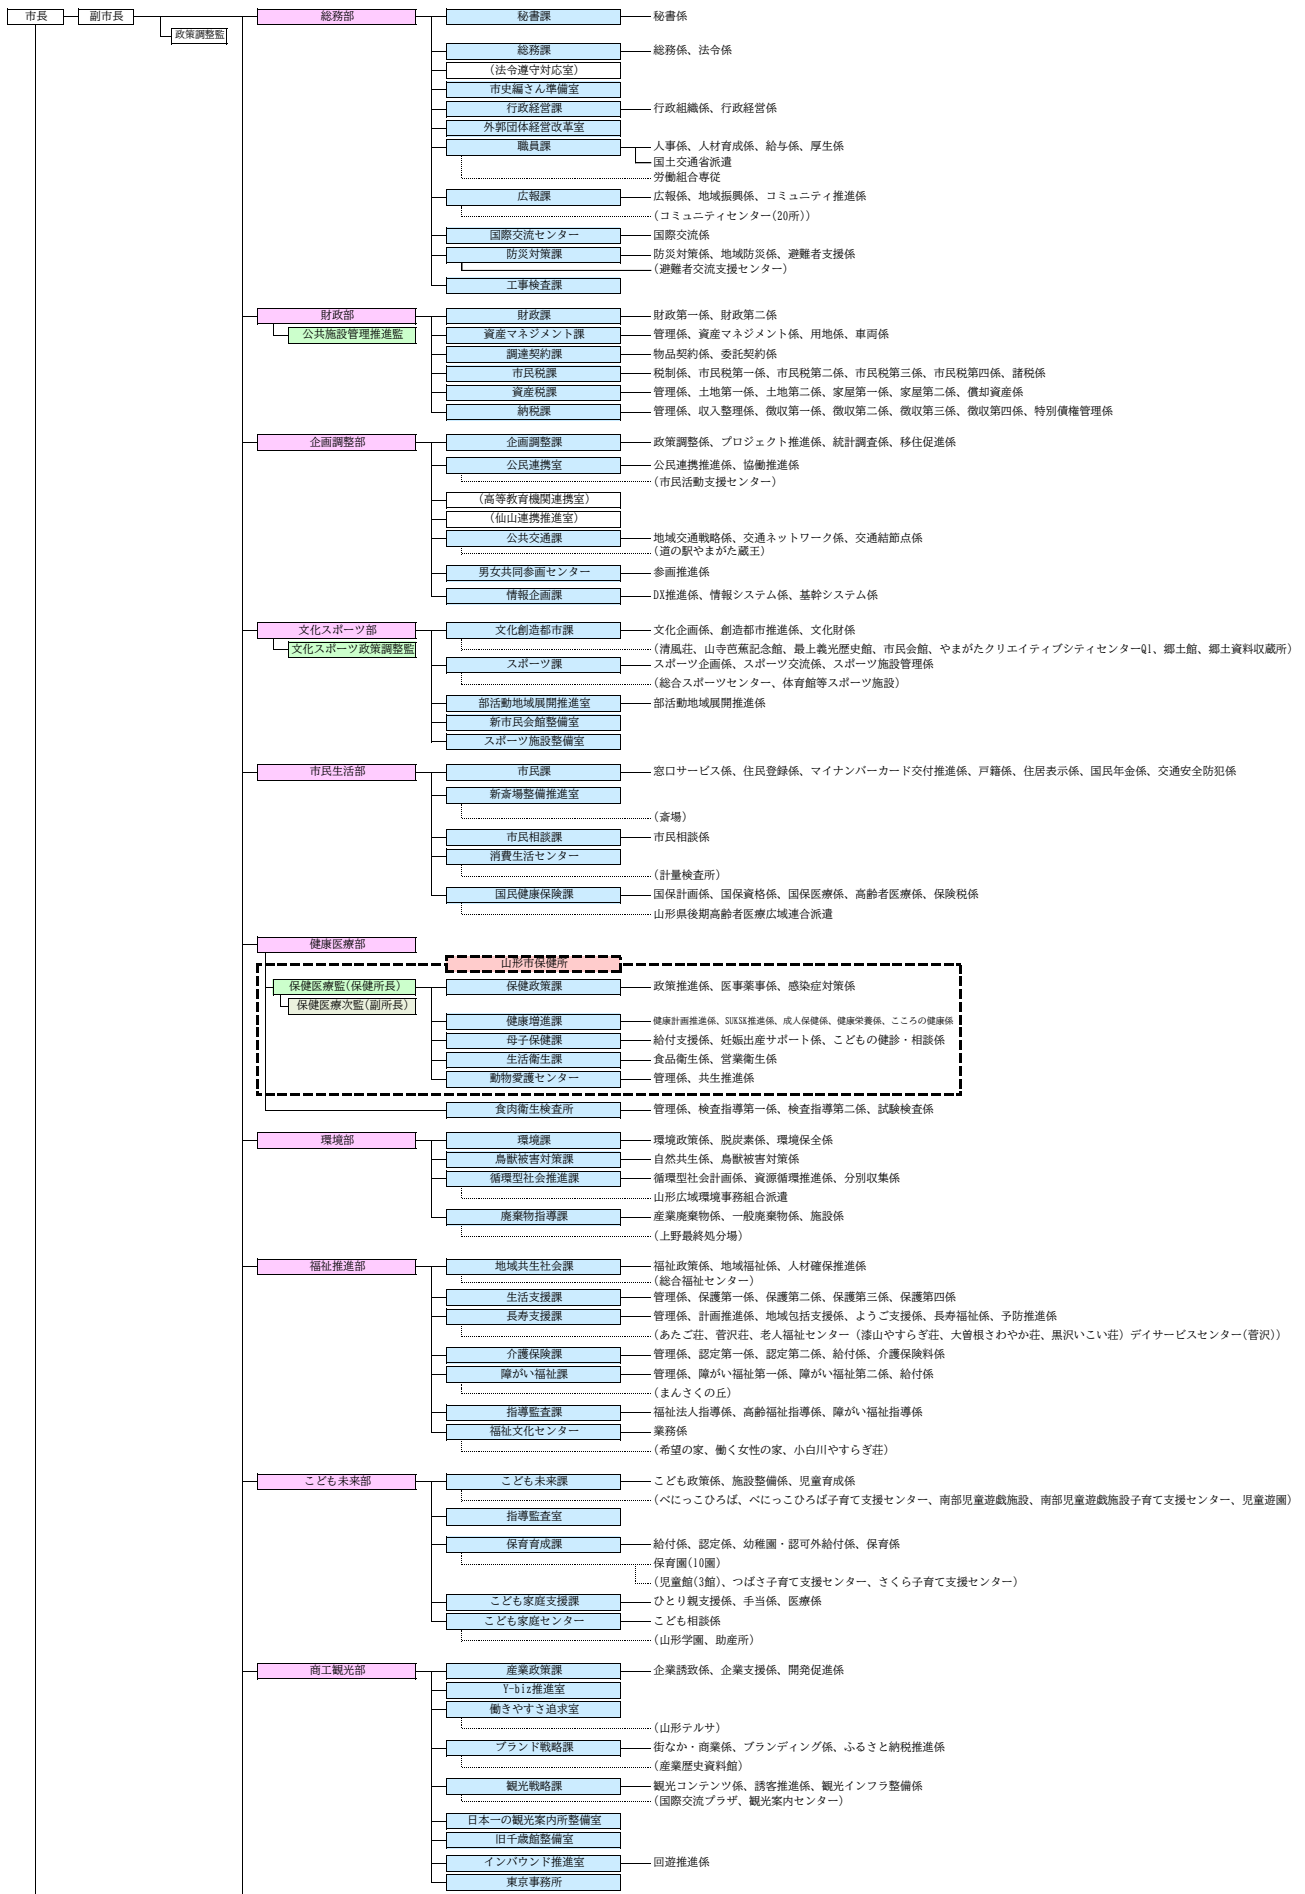 市長 副市長 総務部 秘書課 秘書係
政策調整監
総務課 総務係、法令係
(法令遵守対応室)
市史編さん準備室
行政経営課 行政組織係、行政経営係
外郭団体経営改革室
職員課 人事係、人材育成係、給与係、厚生係
国土交通省派遣
労働組合専従
広報課 広報係、地域振興係、コミュニティ推進係
(コミュニティセンター(20所))
国際交流センター 国際交流係
防災対策課 防災対策係、地域防災係、避難者支援係
(避難者交流支援センター)
工事検査課
財政部 財政課 財政第一係、財政第二係
公共施設管理推進監 資産マネジメント課 管理係、資産マネジメント係、用地係、車両係
調達契約課 物品契約係、委託契約係
市民税課 税制係、市民税第一係、市民税第二係、市民税第三係、市民税第四係、諸税係
資産税課 管理係、土地第一係、土地第二係、家屋第一係、家屋第二係、償却資産係
納税課 管理係、収入整理係、徴収第一係、徴収第二係、徴収第三係、徴収第四係、特別債権管理係
企画調整部 企画調整課 政策調整係、プロジェクト推進係、統計調査係、移住促進係
公民連携室 公民連携推進係、協働推進係
(市民活動支援センター)
(高等教育機関連携室)
(仙山連携推進室)
公共交通課 地域交通戦略係、交通ネットワーク係、交通結節点係
(道の駅やまがた蔵王)
男女共同参画センター 参画推進係
情報企画課 DX推進係、情報システム係、基幹システム係
文化スポーツ部 文化創造都市課 文化企画係、創造都市推進係、文化財係
文化スポーツ政策調整監 (清風荘、山寺芭蕉記念館、最上義光歴史館、市民会館、やまがたクリエイティブシティセンターQ1、郷土館、郷土資料収蔵所)
スポーツ課 スポーツ企画係、スポーツ交流係、スポーツ施設管理係
(総合スポーツセンター、体育館等スポーツ施設)
部活動地域展開推進室 部活動地域展開推進係
新市民会館整備室
スポーツ施設整備室
市民生活部 市民課 窓口サービス係、住民登録係、マイナンバーカード交付推進係、戸籍係、住居表示係、国民年金係、交通安全防犯係
新斎場整備推進室
(斎場)
市民相談課 市民相談係
消費生活センター
(計量検査所)
国民健康保険課 国保計画係、国保資格係、国保医療係、高齢者医療係、保険税係
山形県後期高齢者医療広域連合派遣
健康医療部
山形市保健所
保健医療監(保健所長) 保健政策課 政策推進係、医事薬事係、感染症対策係
保健医療次監(副所長)
健康増進課 健康計画推進係、SUKSK推進係、成人保健係、健康栄養係、こころの健康係
母子保健課 給付支援係、妊娠出産サポート係、こどもの健診・相談係
生活衛生課 食品衛生係、営業衛生係
動物愛護センター 管理係、共生推進係
食肉衛生検査所 管理係、検査指導第一係、検査指導第二係、試験検査係
環境部 環境課 環境政策係、脱炭素係、環境保全係
鳥獣被害対策課 自然共生係、鳥獣被害対策係
循環型社会推進課 循環型社会計画係、資源循環推進係、分別収集係
山形広域環境事務組合派遣
廃棄物指導課 産業廃棄物係、一般廃棄物係、施設係
(上野最終処分場)
福祉推進部 地域共生社会課 福祉政策係、地域福祉係、人材確保推進係
(総合福祉センター)
生活支援課 管理係、保護第一係、保護第二係、保護第三係、保護第四係
長寿支援課 管理係、計画推進係、地域包括支援係、ようご支援係、長寿福祉係、予防推進係
(あたご荘、菅沢荘、老人福祉センター(漆山やすらぎ荘、大曽根さわやか荘、黒沢いこい荘)デイサービスセンター(菅沢))
介護保険課 管理係、認定第一係、認定第二係、給付係、介護保険料係
障がい福祉課 管理係、障がい福祉第一係、障がい福祉第二係、給付係
(まんさくの丘)
指導監査課 福祉法人指導係、高齢福祉指導係、障がい福祉指導係
福祉文化センター 業務係
(希望の家、働く女性の家、小白川やすらぎ荘)
こども未来部 こども未来課 こども政策係、施設整備係、児童育成係
(べにっこひろば、べにっこひろば子育て支援センター、南部児童遊戯施設、南部児童遊戯施設子育て支援センター、児童遊園)
指導監査室
保育育成課 給付係、認定係、幼稚園・認可外給付係、保育係
保育園(10園)
(児童館(3館)、つばさ子育て支援センター、さくら子育て支援センター)
こども家庭支援課 ひとり親支援係、手当係、医療係
こども家庭センター こども相談係
(山形学園、助産所)
商工観光部 産業政策課 企業誘致係、企業支援係、開発促進係
Y-biz推進室
働きやすさ追求室
(山形テルサ)
ブランド戦略課 街なか・商業係、ブランディング係、ふるさと納税推進係
(産業歴史資料館)
観光戦略課 観光コンテンツ係、誘客推進係、観光インフラ整備係
(国際交流プラザ、観光案内センター)
日本一の観光案内所整備室
旧千歳館整備室
インバウンド推進室 回遊推進係
東京事務所